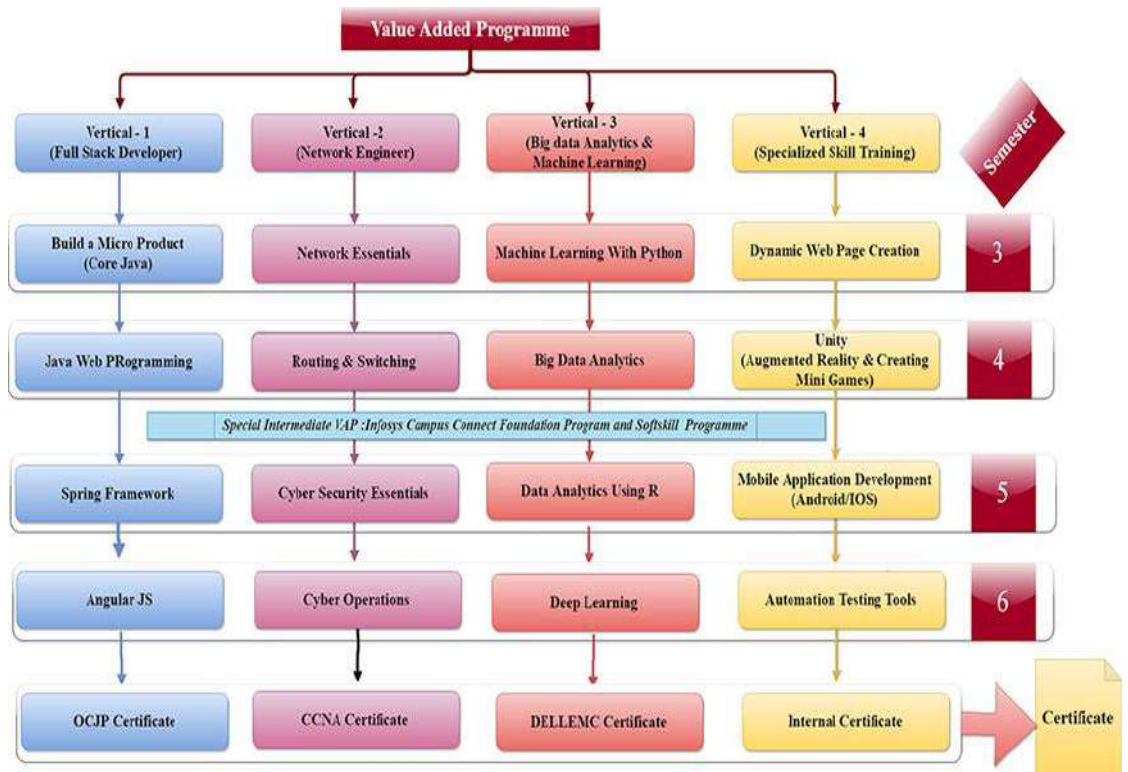 Value Added Programme
Vertical - 1
(Full Stack Developer)
Vertical -2
(Network Engineer)
Vertical - 3
(Big data Analytics &
Machine Learning)
Vertical - 4
(Specialized Skill Training)
Semester
Build a Micro Product
(Core Java)
Network Essentials
Machine Learning With Python
Dynamic Web Page Creation
3
Java Web PRogramming
Routing & Switching
Big Data Analytics
Unity
(Augmented Reality & Creating
Mini Games)
4
Special Intermediate VAP :Infosys Campus Connect Foundation Program and Softskill Programme
Spring Framework
Cyber Security Essentials
Data Analytics Using R
Mobile Application Development
(Android/IOS)
5
Angular JS
Cyber Operations
Deep Learning
Automation Testing Tools
6
OCJP Certificate
CCNA Certificate
DELLEMC Certificate
Internal Certificate
Certificate